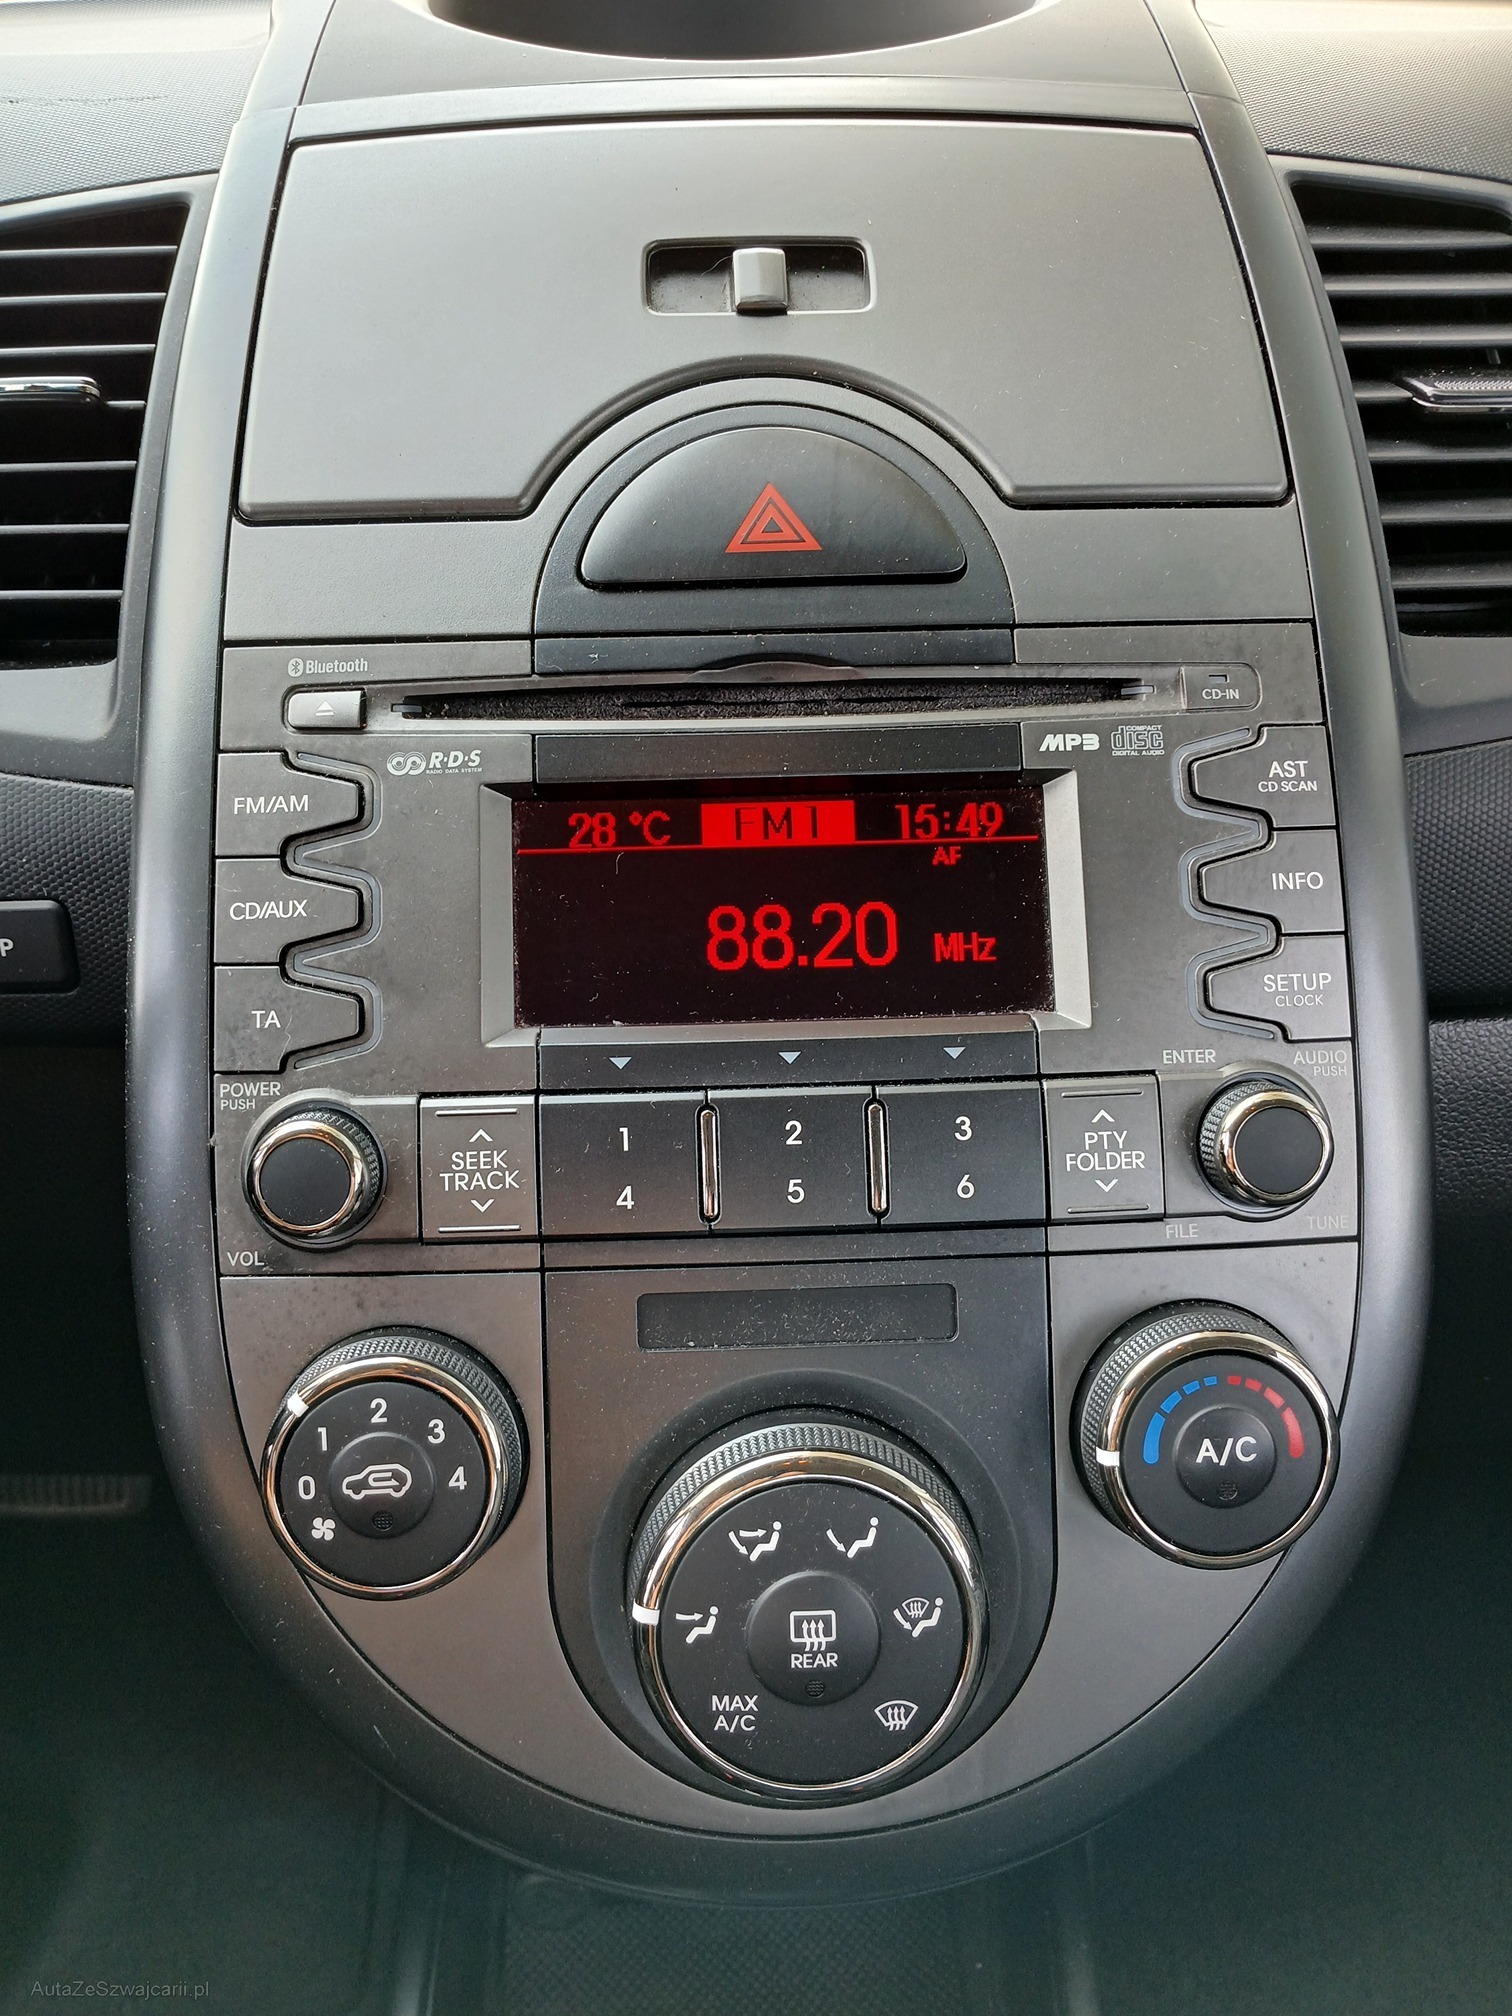 Bluetooth
CD-IN
R·D·S
RADIO DATA SYSTEM
MP3
COMPACT
disc
DIGITAL AUDIO
FM/AM
AST
CD SCAN
28 °C FM1 15:49
AF
CD/AUX
INFO
88.20 MHz
P
TA
SETUP
CLOCK
POWER
PUSH
ENTER
AUDIO
PUSH
SEEK
TRACK
1 2 3
4 5 6
PTY
FOLDER
VOL
FILE
TUNE
0 1 2 3 4
A/C
REAR
MAX
A/C
AutaZeSzwajcarii.pl